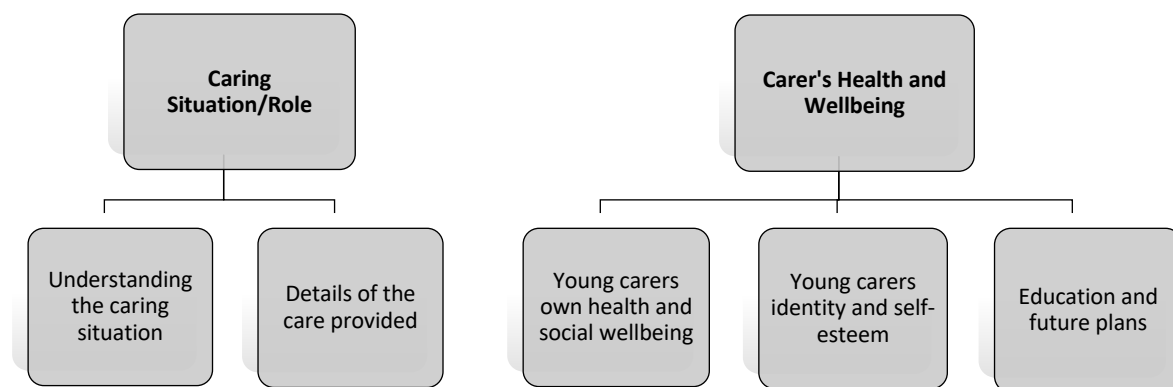 Caring
Situation/Role
Carer's Health and
Wellbeing
Understanding
the caring
situation
Details of the
care provided
Young carers
own health and
social wellbeing
Young carers
identity and self-
esteem
Education and
future plans